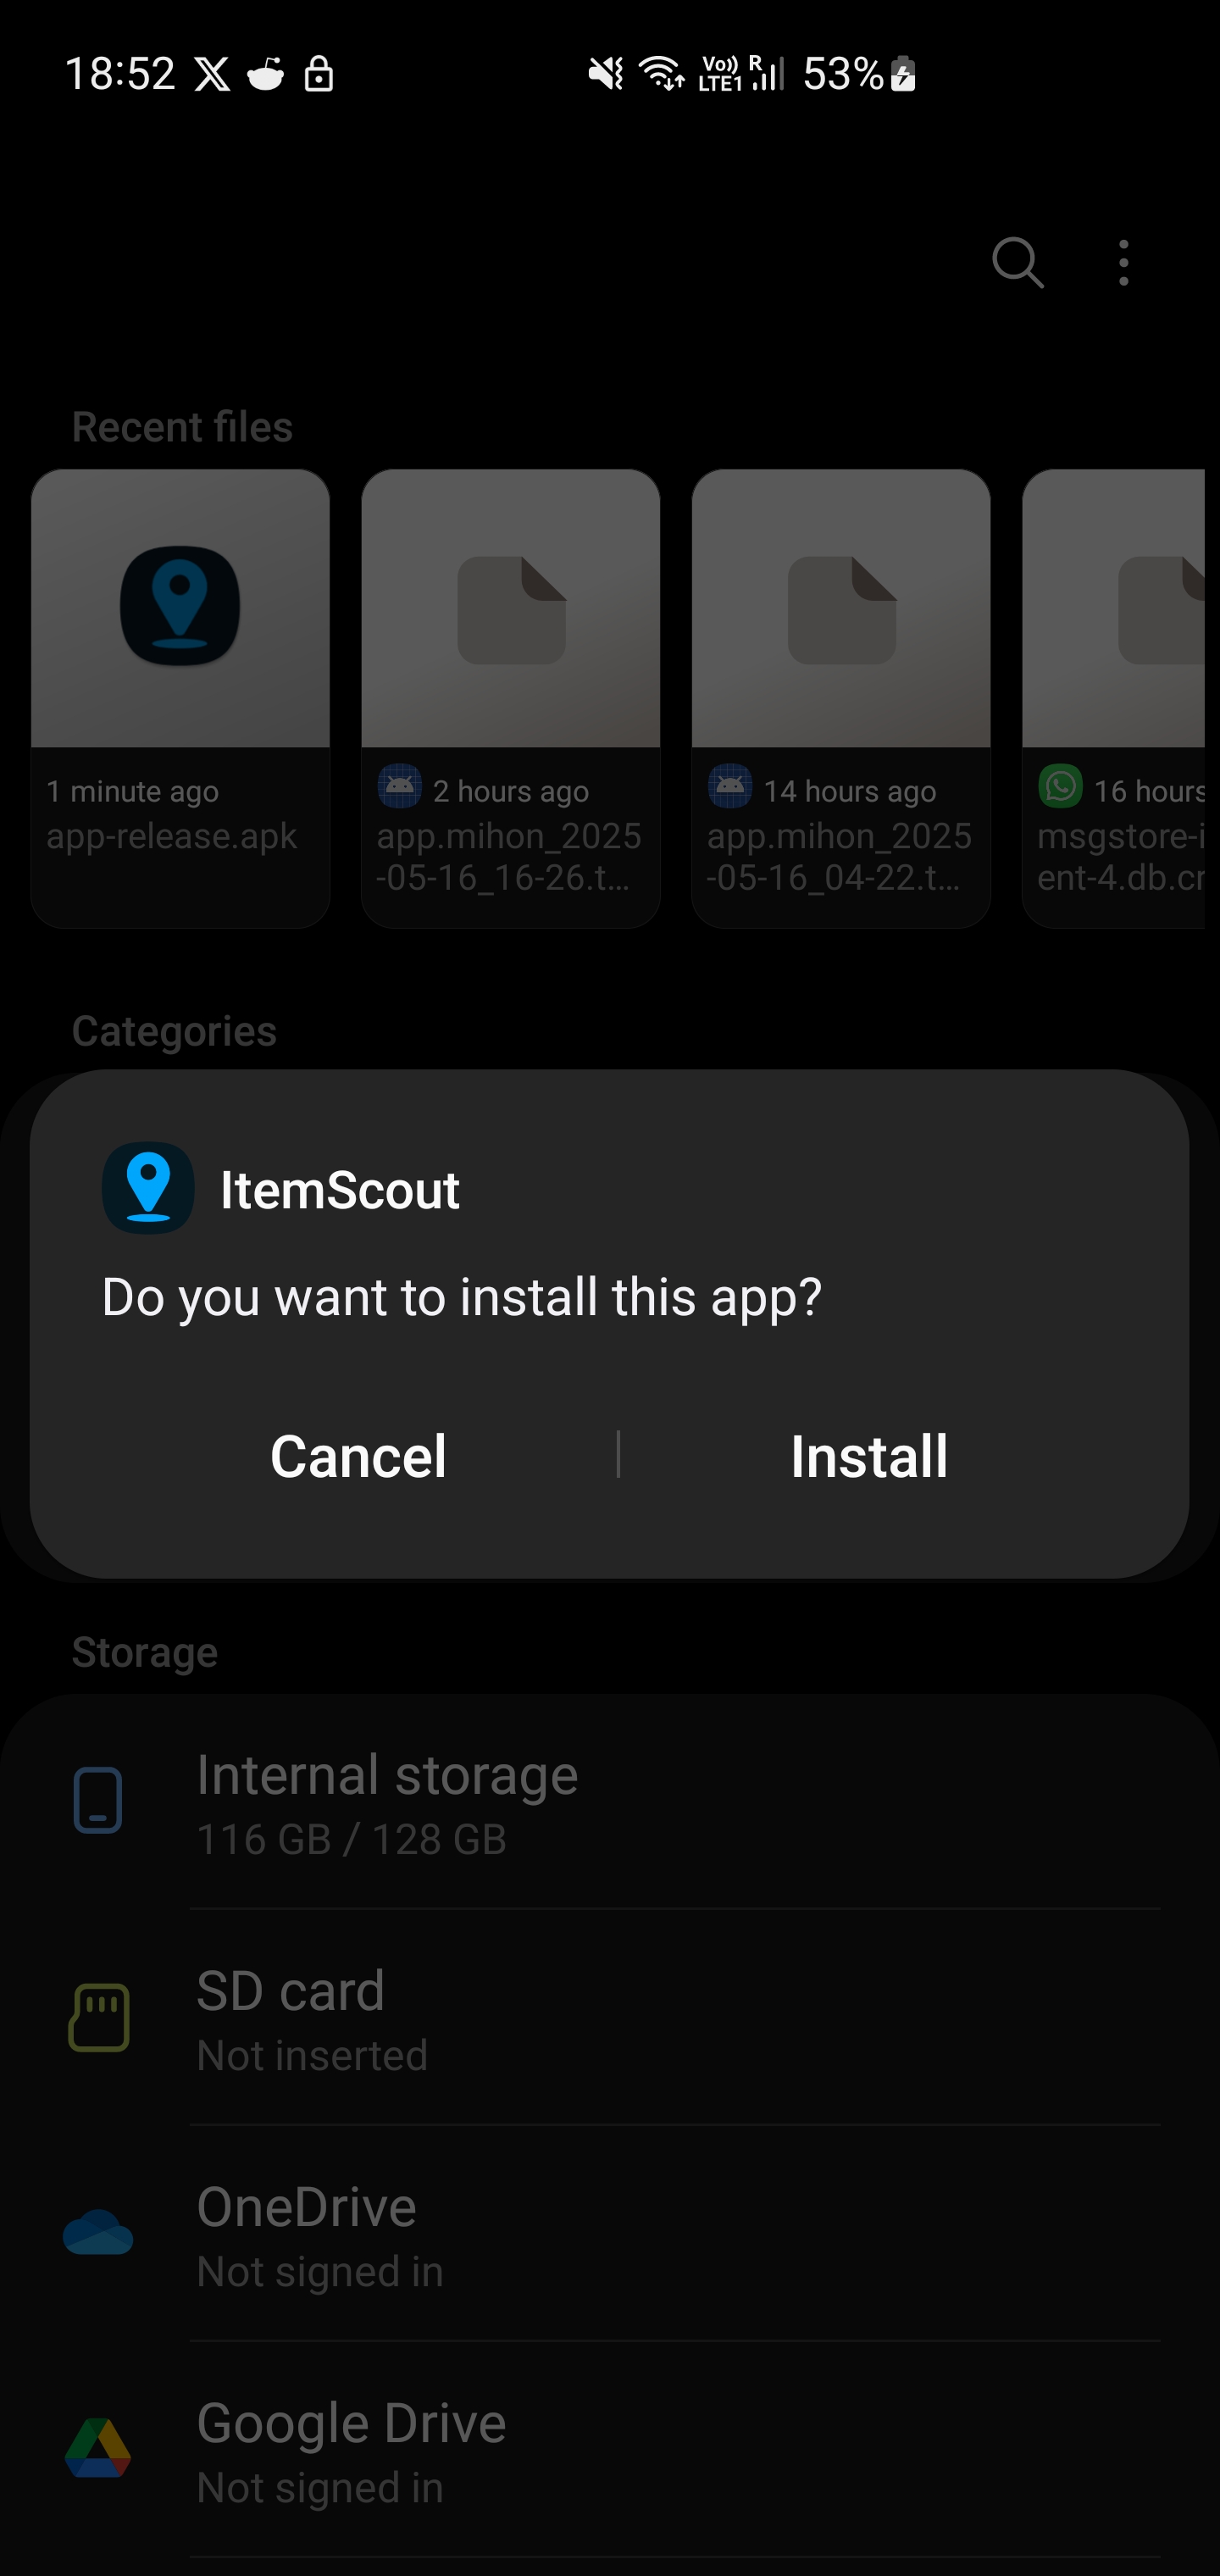 18:52
Vo)) LTE1 R 53%
Recent files
1 minute ago
app-release.apk
2 hours ago
app.mihon_2025
-05-16_16-26.t...
14 hours ago
app.mihon_2025
-05-16_04-22.t...
16 hours
msgstore-i
ent-4.db.cr
Categories
ItemScout
Do you want to install this app?
Cancel
Install
Storage
Internal storage
116 GB / 128 GB
SD card
Not inserted
OneDrive
Not signed in
Google Drive
Not signed in